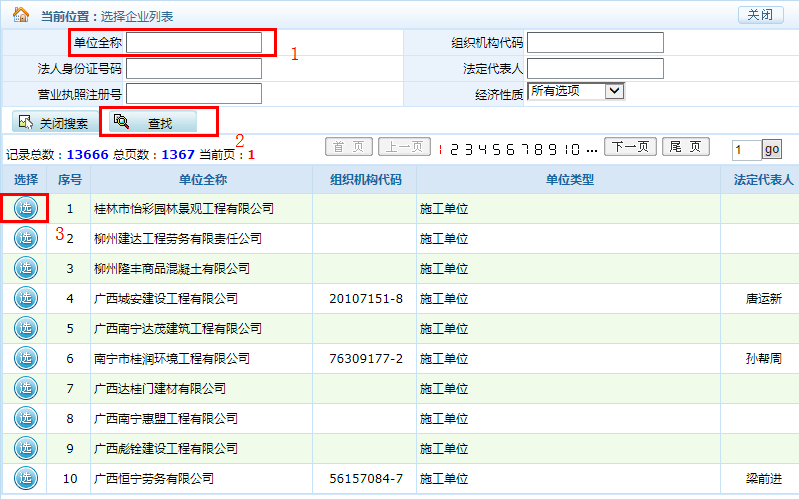 当前位置：选择企业列表 关闭
单位全称 1 组织机构代码
法人身份证号码 法定代表人
营业执照注册号 经济性质 所有选项
关闭搜索 查找 2
记录总数：13666 总页数：1367 当前页：1 首 页 上一页 1 2 3 4 5 6 7 8 9 10 ... 下一页 尾 页 1 go
选择 序号 单位全称 组织机构代码 单位类型 法定代表人
选 1 桂林市怡彩园林景观工程有限公司 施工单位
选 3 2 柳州建达工程劳务有限责任公司 施工单位
选 3 柳州隆丰商品混凝土有限公司 施工单位
选 4 广西城安建设工程有限公司 20107151-8 施工单位 唐运新
选 5 广西南宁达茂建筑工程有限公司 施工单位
选 6 南宁市桂润环境工程有限公司 76309177-2 施工单位 孙帮周
选 7 广西达桂门建材有限公司 施工单位
选 8 广西南宁惠盟工程有限公司 施工单位
选 9 广西彪铨建设工程有限公司 施工单位
选 10 广西恒宁劳务有限公司 56157084-7 施工单位 梁前进